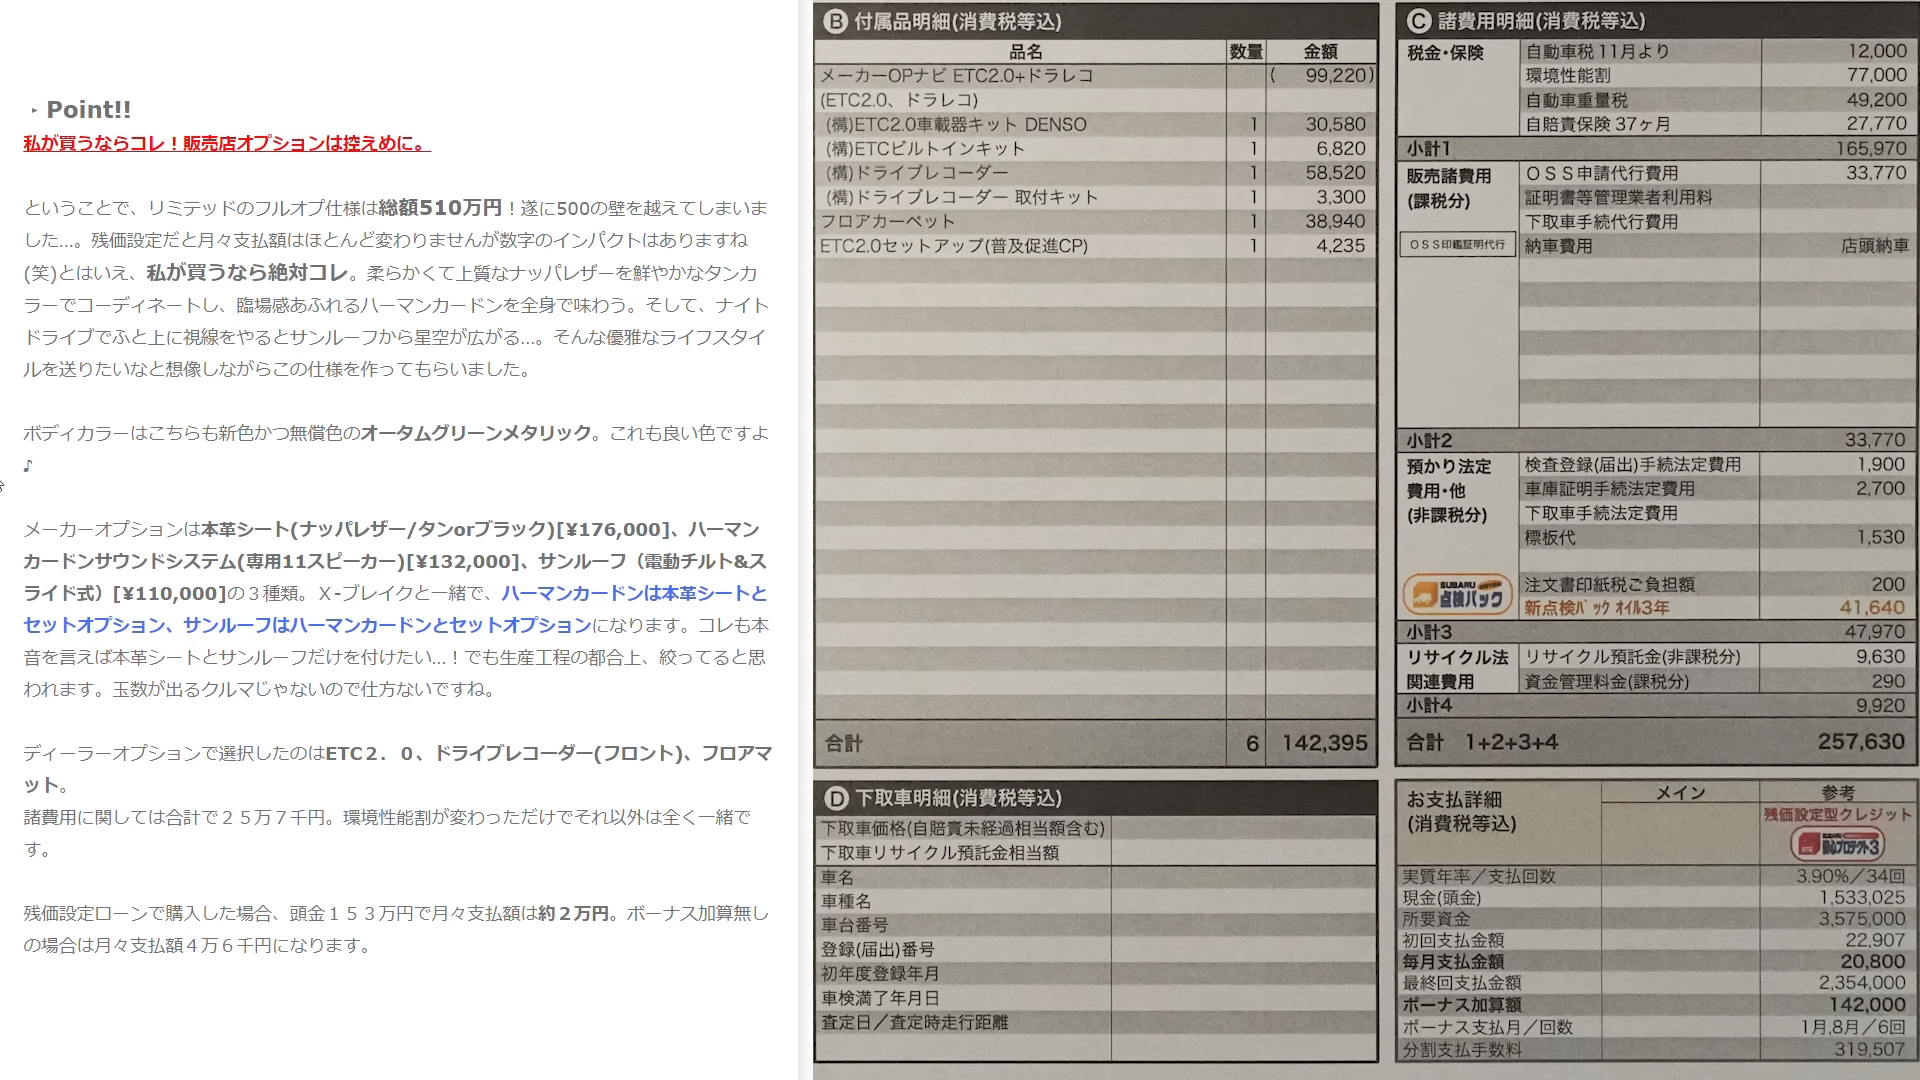 ‣ Point!!
私が買うならコレ！販売店オプションは控えめに。
ということで、リミテッドのフルオプ仕様は総額510万円！遂に500の壁を越えてしまいま
した…。残価設定だと月々支払額はほとんど変わりませんが数字のインパクトはありますね
(笑)とはいえ、私が買うなら絶対コレ。柔らかくて上質なナッパレザーを鮮やかなタンカ
ラーでコーディネートし、臨場感あふれるハーマンカードンを全身で味わう。そして、ナイト
ドライブでふと上に視線をやるとサンルーフから星空が広がる…。そんな優雅なライフスタイ
ルを送りたいなと想像しながらこの仕様を作ってもらいました。
ボディカラーはこちらも新色かつ無償色のオータムグリーンメタリック。これも良い色ですよ
♪
メーカーオプションは本革シート(ナッパレザー/タンorブラック)[¥176,000]、ハーマン
カードンサウンドシステム(専用11スピーカー)[¥132,000]、サンルーフ（電動チルト&ス
ライド式）[¥110,000]の３種類。Ｘ-ブレイクと一緒で、ハーマンカードンは本革シートと
セットオプション、サンルーフはハーマンカードンとセットオプションになります。コレも本
音を言えば本革シートとサンルーフだけを付けたい…！でも生産工程の都合上、絞ってると思
われます。玉数が出るクルマじゃないので仕方ないですね。
ディーラーオプションで選択したのはETC２．０、ドライブレコーダー(フロント)、フロアマ
ット。
諸費用に関しては合計で２５万７千円。環境性能割が変わっただけでそれ以外は全く一緒で
す。
残価設定ローンで購入した場合、頭金１５３万円で月々支払額は約２万円。ボーナス加算無し
の場合は月々支払額４万６千円になります。
Ⓑ 付属品明細(消費税等込)
品名 数量 金額
メーカーOPナビ ETC2.0+ドラレコ ( 99,220)
(ETC2.0、ドラレコ)
(構)ETC2.0車載器キット DENSO 1 30,580
(構)ETCビルトインキット 1 6,820
(構)ドライブレコーダー 1 58,520
(構)ドライブレコーダー 取付キット 1 3,300
フロアカーペット 1 38,940
ETC2.0セットアップ(普及促進CP) 1 4,235
合計 6 142,395
Ⓓ 下取車明細(消費税等込)
下取車価格(自賠責未経過相当額含む)
下取車リサイクル預託金相当額
車名
車種名
車台番号
登録(届出)番号
初年度登録年月
車検満了年月日
査定日／査定時走行距離
Ⓒ 諸費用明細(消費税等込)
税金・保険 自動車税 11月より 12,000
環境性能割 77,000
自動車重量税 49,200
自賠責保険 37ヶ月 27,770
小計1 165,970
販売諸費用 ＯＳＳ申請代行費用 33,770
(課税分) 証明書等管理業者利用料
下取車手続代行費用
ＯＳＳ印鑑証明代行 納車費用 店頭納車
小計2 33,770
預かり法定 検査登録(届出)手続法定費用 1,900
費用・他 車庫証明手続法定費用 2,700
(非課税分) 下取車手続法定費用
標板代 1,530
SUBARU 点検パック 注文書印紙税ご負担額 200
新点検ﾊﾟｯｸ ｵｲﾙ3年 41,640
小計3 47,970
リサイクル法 リサイクル預託金(非課税分) 9,630
関連費用 資金管理料金(課税分) 290
小計4 9,920
合計 1+2+3+4 257,630
お支払詳細 メイン 参考
(消費税等込) 残価設定型クレジット
安心プロテクト3
実質年率／支払回数 3.90%／34回
現金(頭金) 1,533,025
所要資金 3,575,000
初回支払金額 22,907
毎月支払金額 20,800
最終回支払金額 2,354,000
ボーナス加算額 142,000
ボーナス支払月／回数 1月,8月／6回
分割支払手数料 319,507